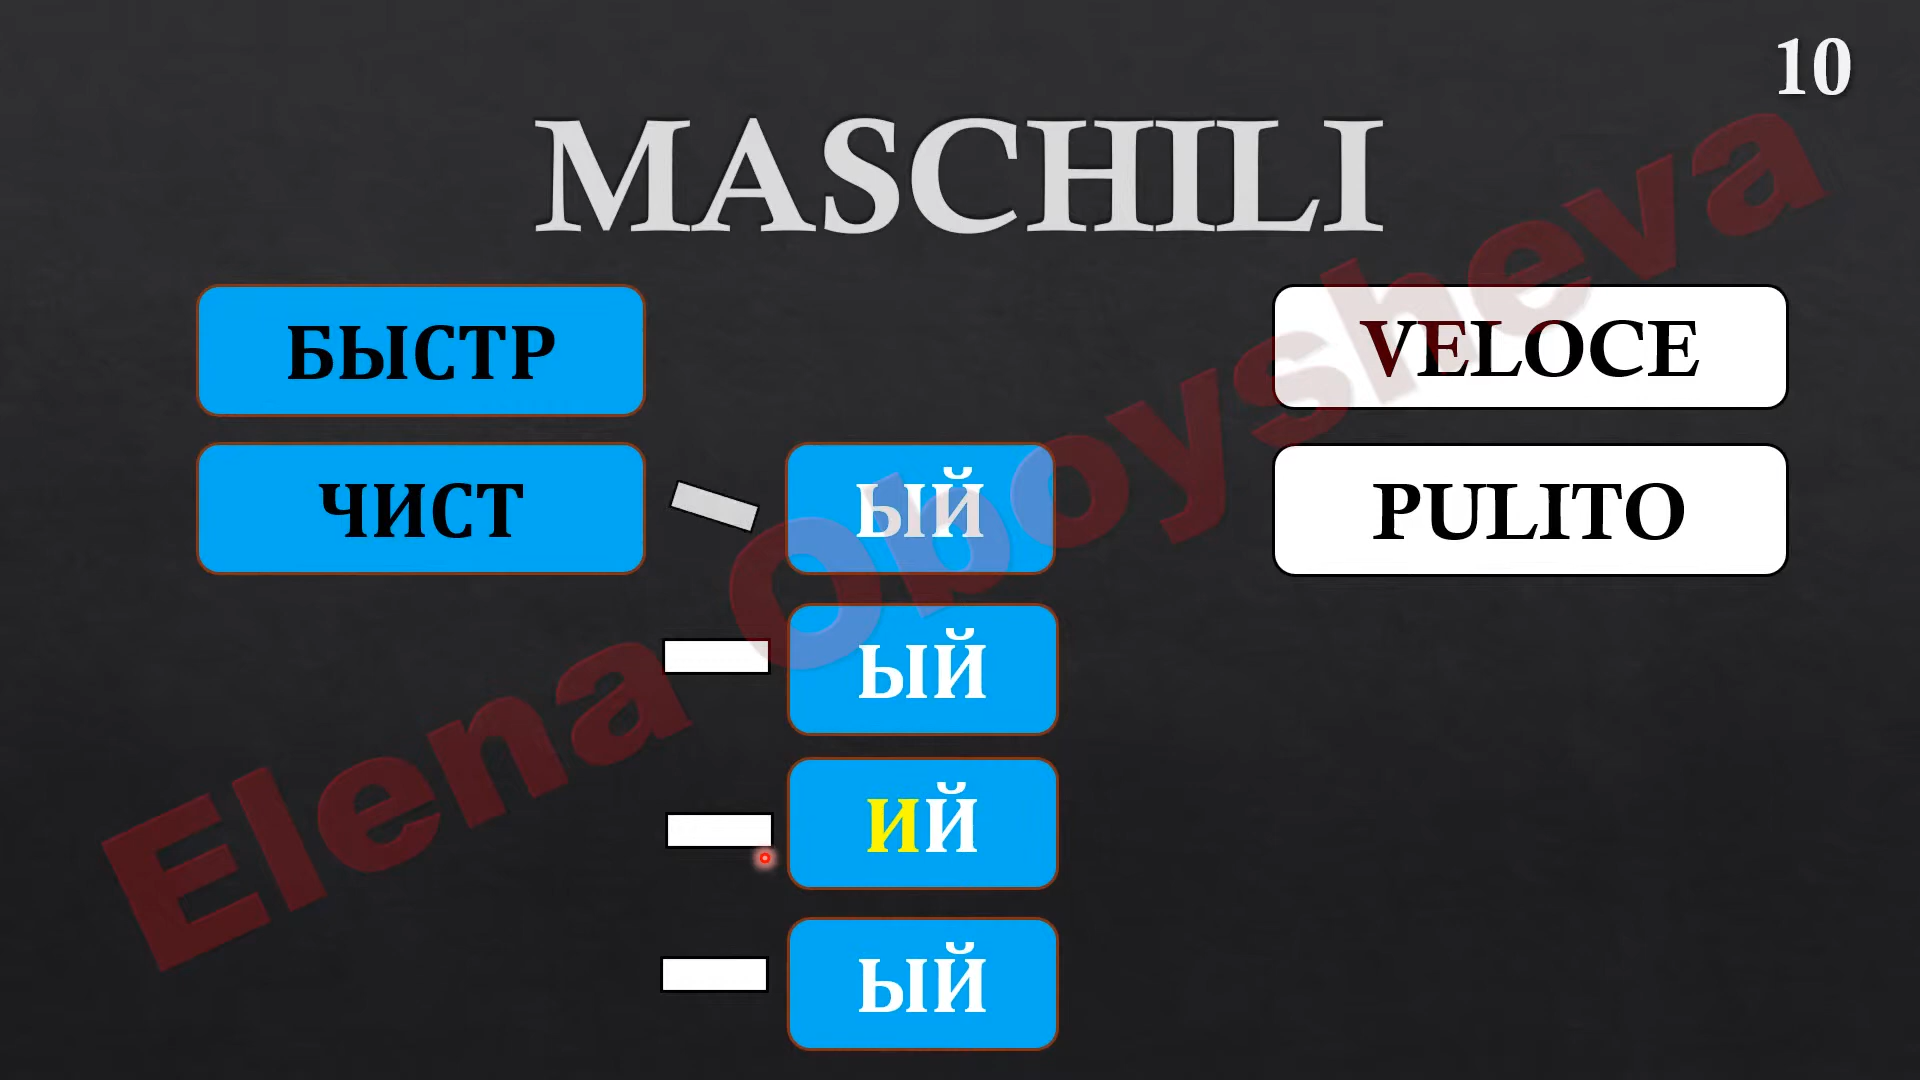 10
MASCHILI
БЫСТР
VELOCE
ЧИСТ
ЫЙ
PULITO
ЫЙ
ИЙ
ЫЙ
Elena Oboysheva